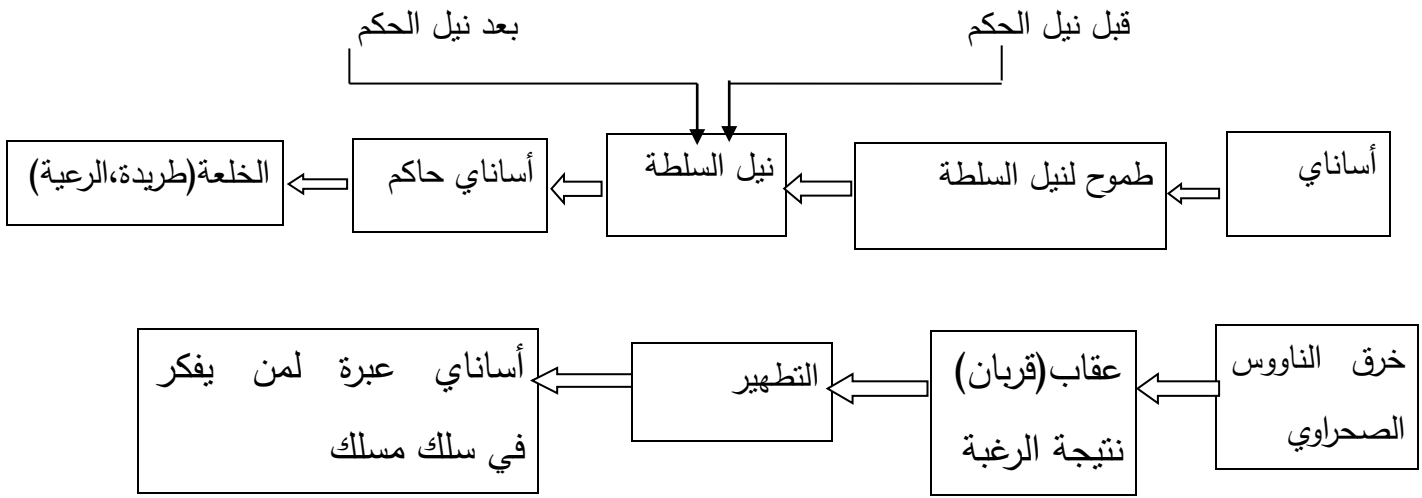 قبل نيل الحكم
بعد نيل الحكم
أساناي
طموح لنيل السلطة
نيل السلطة
أساناي حاكم
الخلعة(طريدة،الرعية)
خرق الناووس
الصحراوي
عقاب(قربان)
نتيجة الرغبة
التطهير
أساناي عبرة لمن يفكر
في سلك مسلك